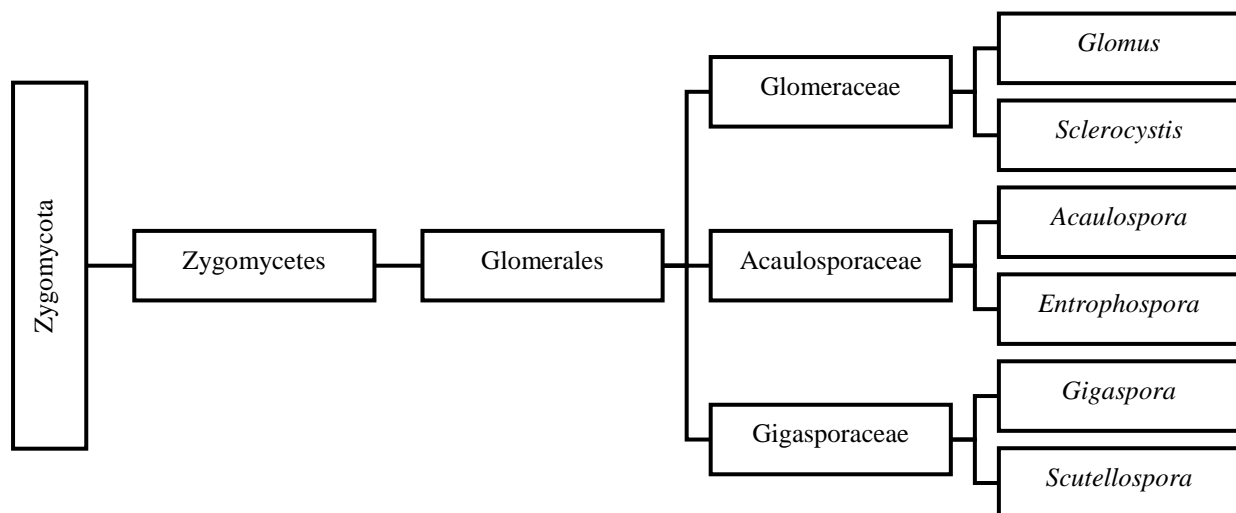 Zygomycota
Zygomycetes
Glomerales
Glomeraceae
Glomus
Sclerocystis
Acaulosporaceae
Acaulospora
Entrophospora
Gigasporaceae
Gigaspora
Scutellospora